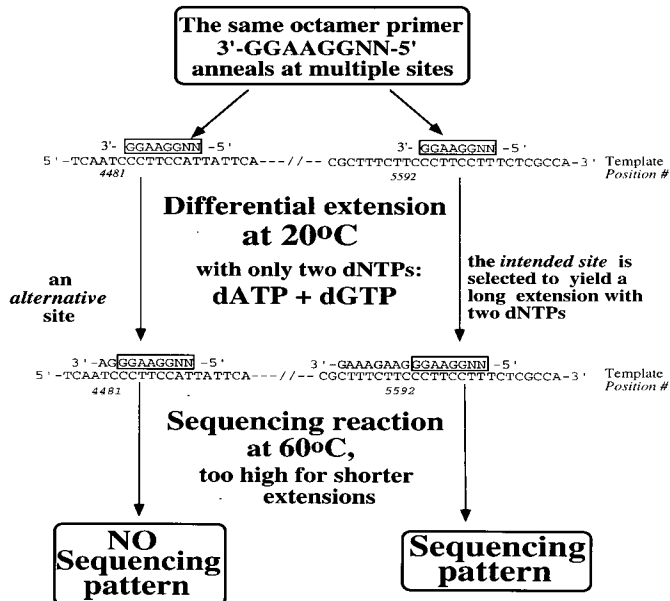 The same octamer primer
3'-GGAAGGNN-5'
anneals at multiple sites
3'- GGAAGGNN -5' 3'- GGAAGGNN -5'
5'-TCAATCCCTTCCATTATTCA---//-- CGCTTTCTTCCCTTCCTTTCTCGCCA-3' Template
4481 5592 Position #
Differential extension
at 20oC
with only two dNTPs:
dATP + dGTP
an
alternative
site
the intended site is
selected to yield a
long extension with
two dNTPs
3'-AGGGAAGGNN -5' 3'-GAAAGAAGGGAAGGNN -5'
5'-TCAATCCCTTCCATTATTCA---//-- CGCTTTCTTCCCTTCCTTTCTCGCCA-3' Template
4481 5592 Position #
Sequencing reaction
at 60oC,
too high for shorter
extensions
NO
Sequencing
pattern
Sequencing
pattern